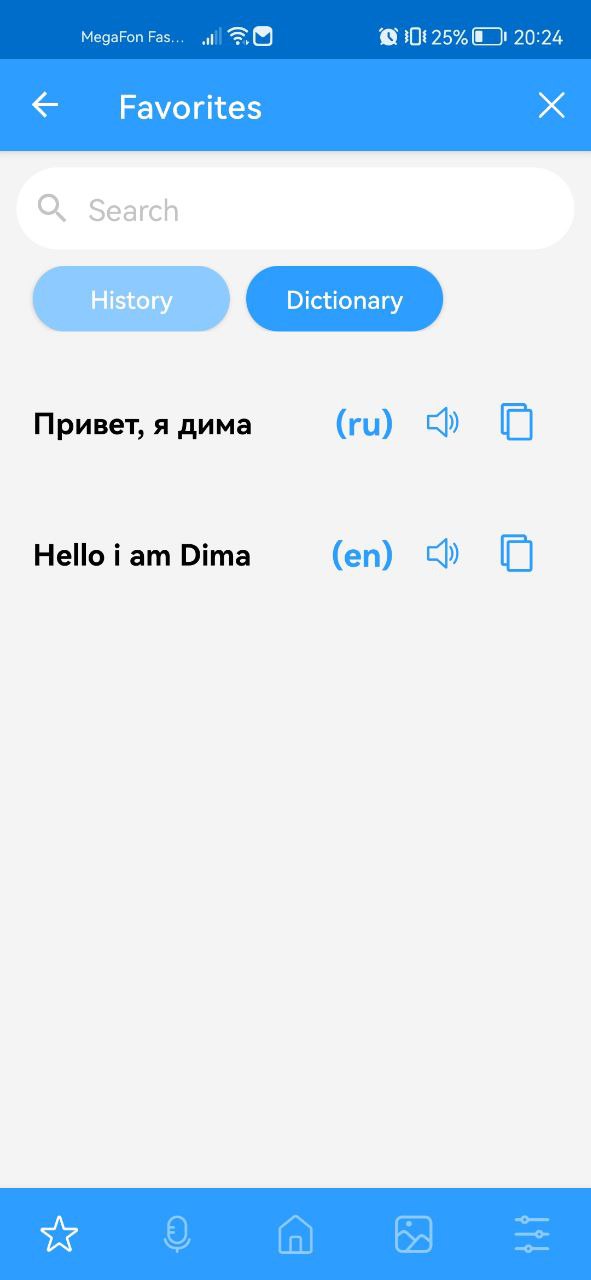 MegaFon Fas...
25%
20:24
Favorites
Search
History
Dictionary
Привет, я дима (ru)
Hello i am Dima (en)